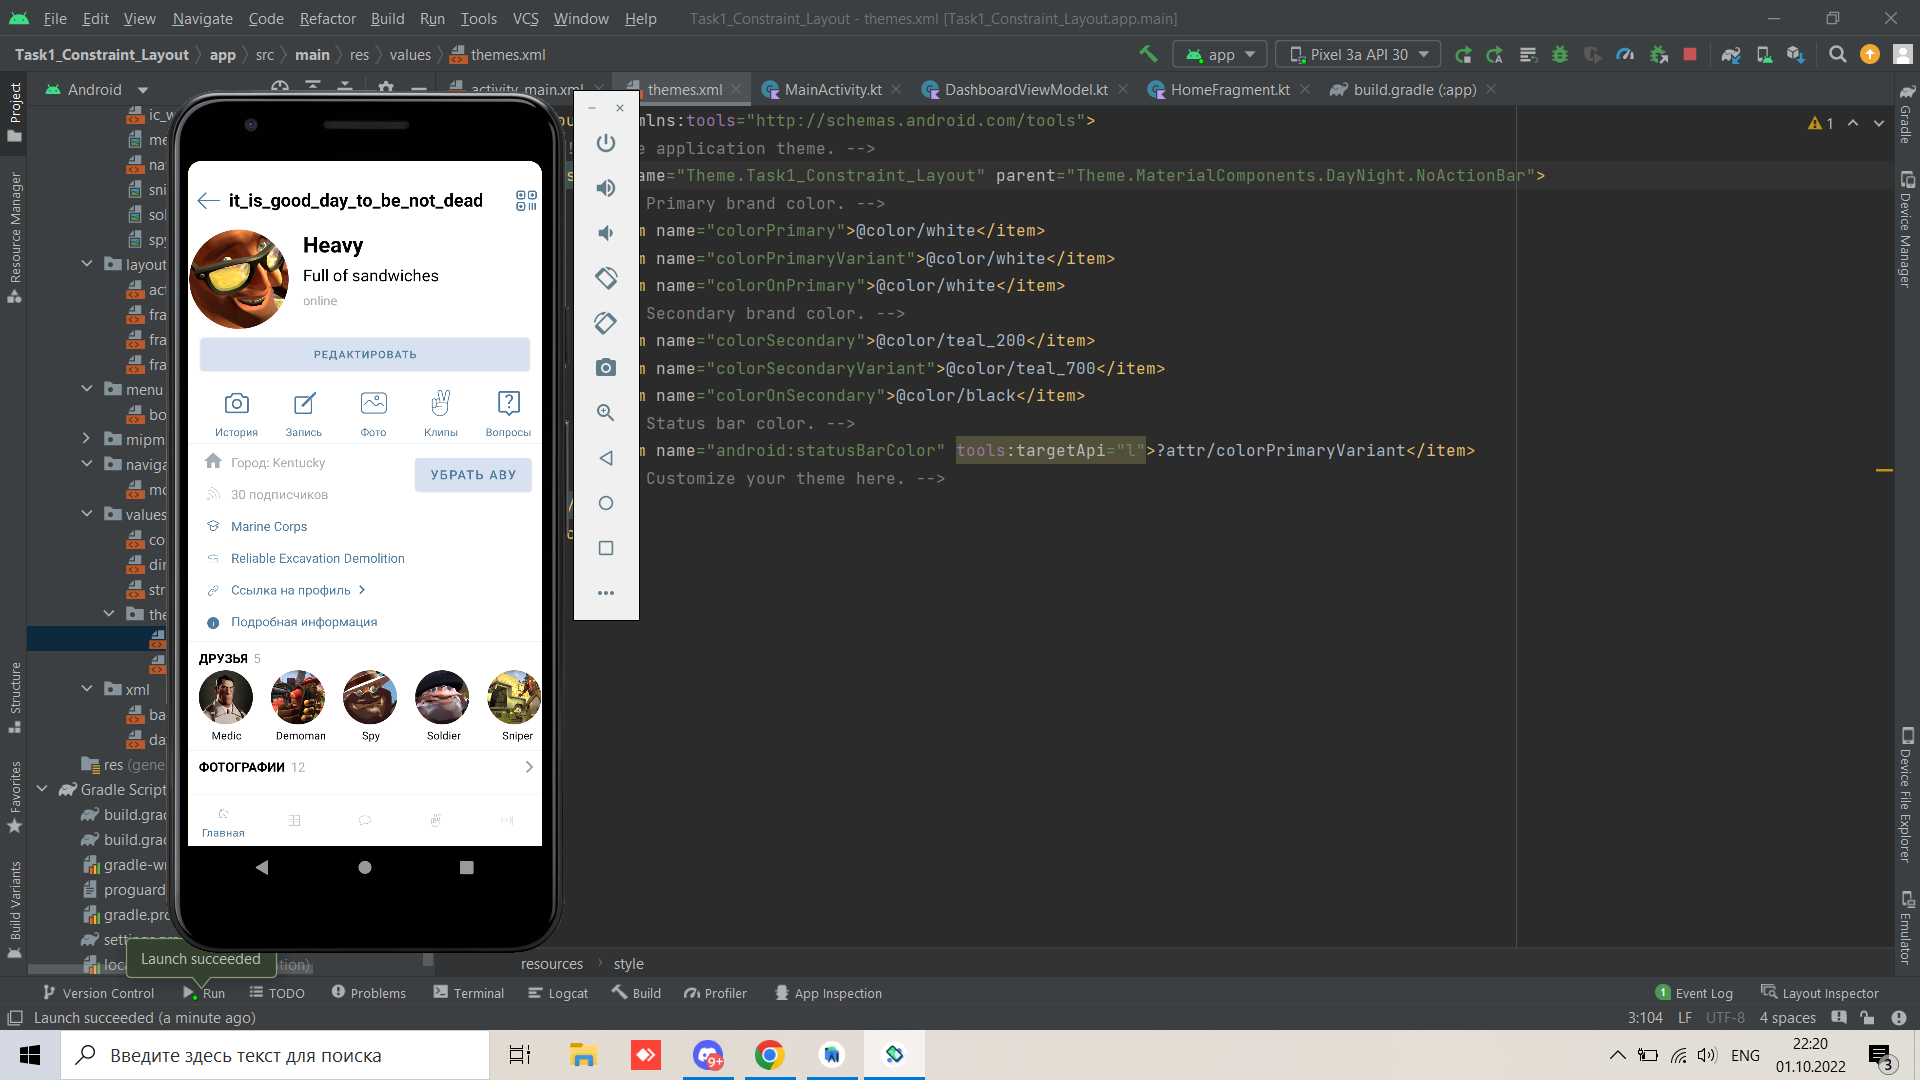 File Edit View Navigate Code Refactor Build Run Tools VCS Window Help Task1_Constraint_Layout - themes.xml [Task1_Constraint_Layout.app.main]
Task1_Constraint_Layout app src main res values themes.xml app Pixel 3a API 30
Android activity_main.xml themes.xml MainActivity.kt DashboardViewModel.kt HomeFragment.kt build.gradle (:app)
Project
Resource Manager
Structure
Favorites
Build Variants
ic_w
me
na
sni
sol
spy
layout
act
fra
fra
fra
menu
bo
mipm
naviga
mo
values
co
din
str
the
xml
ba
da
res (gene
Gradle Script
build.grad
build.grad
gradle-wr
proguard
gradle.pro
settings.gra
loca
tion)
it_is_good_day_to_be_not_dead
Heavy
Full of sandwiches
online
РЕДАКТИРОВАТЬ
История Запись Фото Клипы Вопросы
Город: Kentucky
УБРАТЬ АВУ
30 подписчиков
Marine Corps
Reliable Excavation Demolition
Ссылка на профиль
Подробная информация
ДРУЗЬЯ 5
Medic Demoman Spy Soldier Sniper
ФОТОГРАФИИ 12
Главная
mlns:tools="http://schemas.android.com/tools">
e application theme. -->
ame="Theme.Task1_Constraint_Layout" parent="Theme.MaterialComponents.DayNight.NoActionBar">
Primary brand color. -->
m name="colorPrimary">@color/white</item>
m name="colorPrimaryVariant">@color/white</item>
m name="colorOnPrimary">@color/white</item>
Secondary brand color. -->
m name="colorSecondary">@color/teal_200</item>
m name="colorSecondaryVariant">@color/teal_700</item>
m name="colorOnSecondary">@color/black</item>
Status bar color. -->
m name="android:statusBarColor" tools:targetApi="l">?attr/colorPrimaryVariant</item>
Customize your theme here. -->
1
Gradle
Device Manager
Device File Explorer
Emulator
Launch succeeded
resources style
Version Control Run TODO Problems Terminal Logcat Build Profiler App Inspection 1 Event Log Layout Inspector
Launch succeeded (a minute ago) 3:104 LF UTF-8 4 spaces
Введите здесь текст для поиска 9+ ENG 22:20
01.10.2022 3